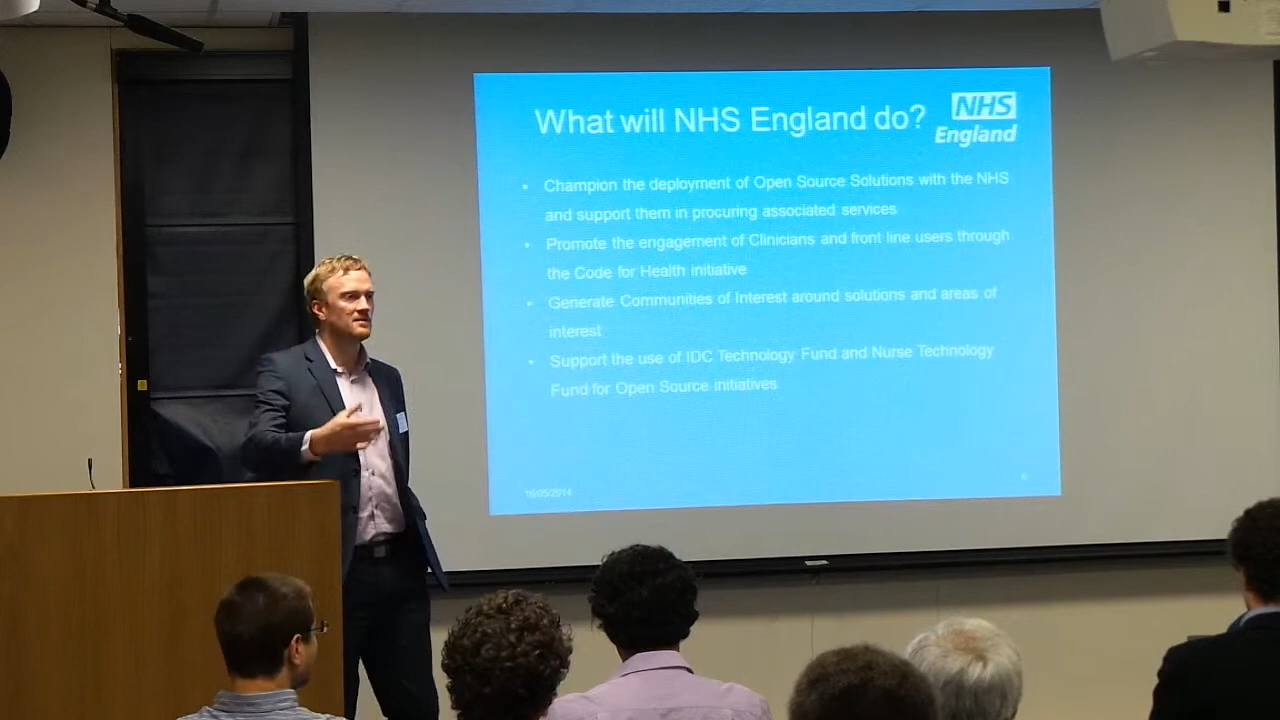 What will NHS England do?
NHS
England
• Champion the deployment of Open Source Solutions with the NHS
and support them in procuring associated services
• Promote the engagement of Clinicians and front line users through
the Code for Health initiative
• Generate Communities of Interest around solutions and areas of
interest
• Support the use of IDC Technology Fund and Nurse Technology
Fund for Open Source initiatives
16/05/2014